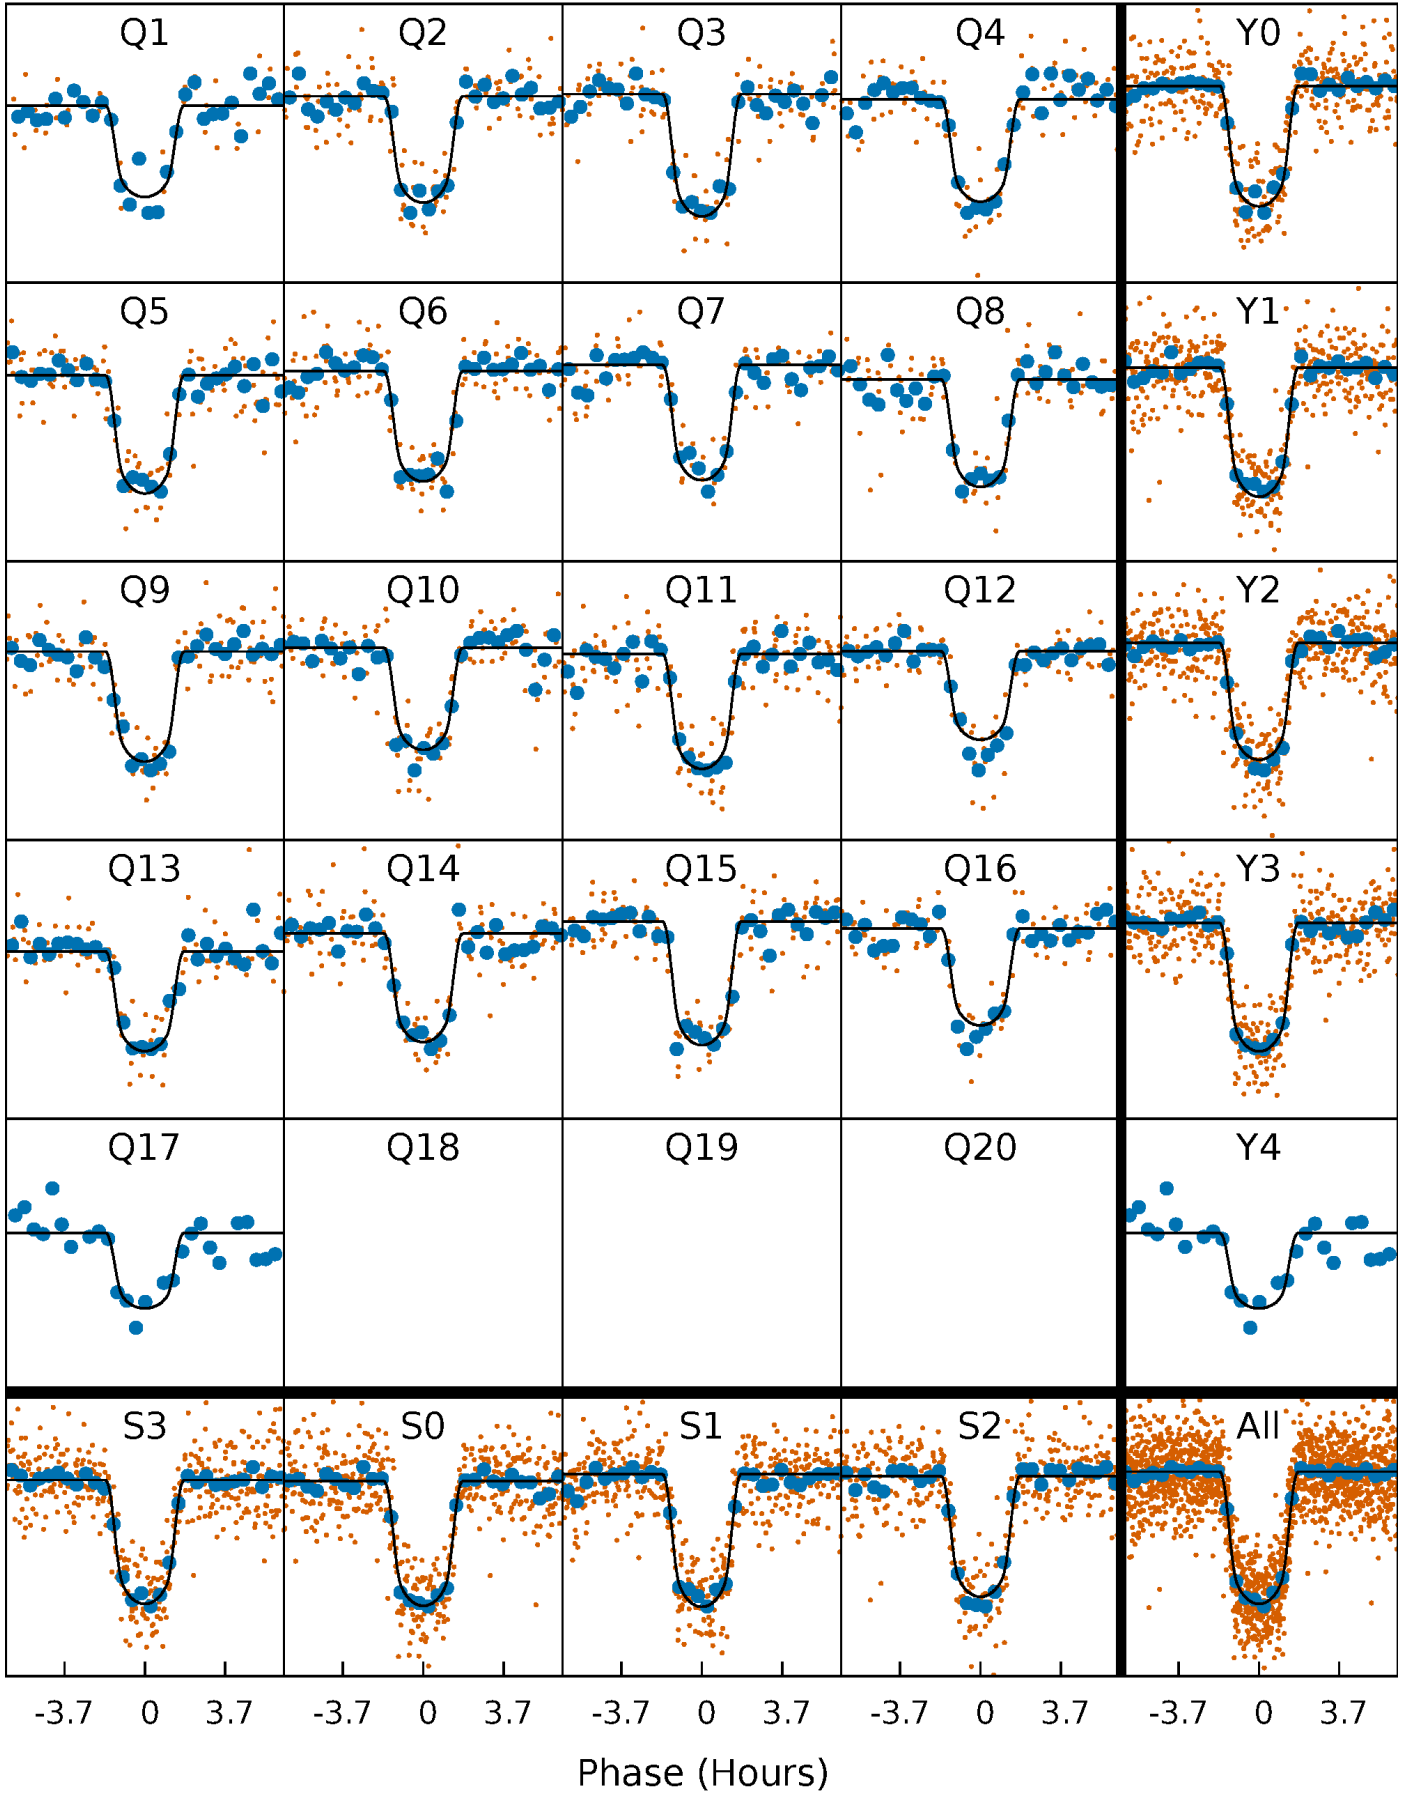 Q1 Q2 Q3 Q4 Y0
Q5 Q6 Q7 Q8 Y1
Q9 Q10 Q11 Q12 Y2
Q13 Q14 Q15 Q16 Y3
Q17 Q18 Q19 Q20 Y4
S3 S0 S1 S2 All
-3.7 0 3.7 -3.7 0 3.7 -3.7 0 3.7 -3.7 0 3.7 -3.7 0 3.7
Phase (Hours)